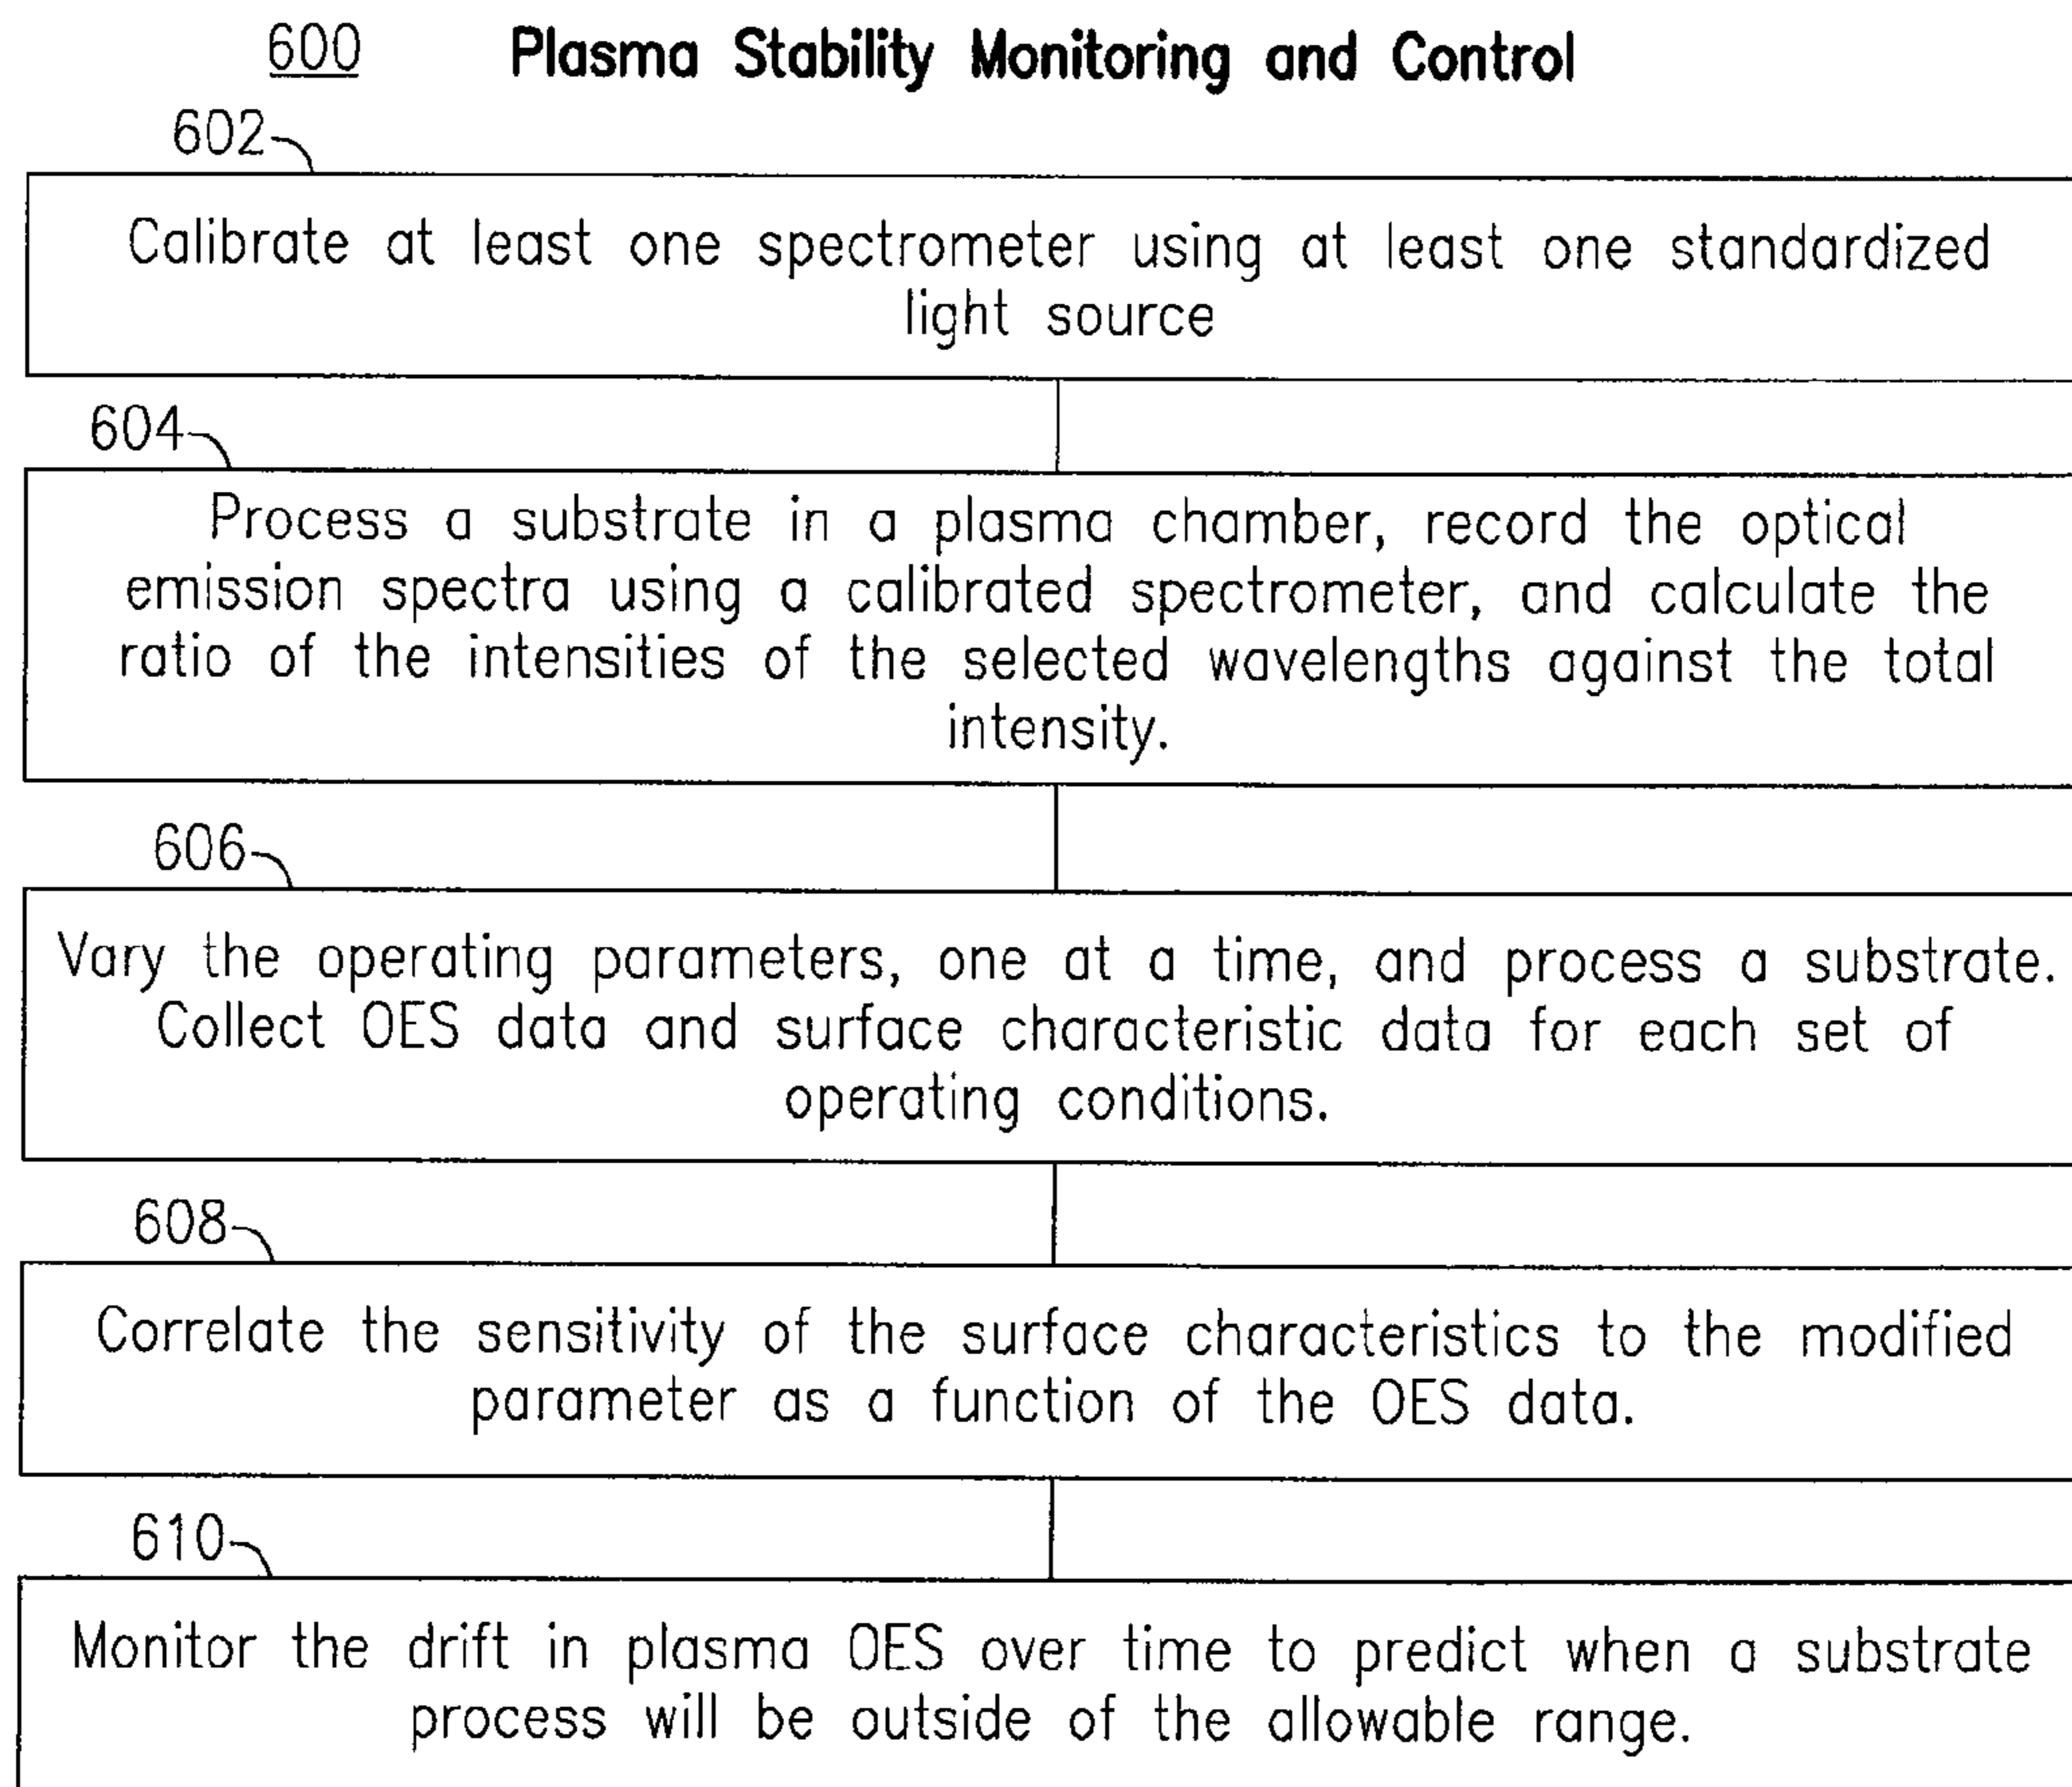 600 Plasma Stability Monitoring and Control
602
Calibrate at least one spectrometer using at least one standardized
light source
604
Process a substrate in a plasma chamber, record the optical
emission spectra using a calibrated spectrometer, and calculate the
ratio of the intensities of the selected wavelengths against the total
intensity.
606
Vary the operating parameters, one at a time, and process a substrate.
Collect OES data and surface characteristic data for each set of
operating conditions.
608
Correlate the sensitivity of the surface characteristics to the modified
parameter as a function of the OES data.
610
Monitor the drift in plasma OES over time to predict when a substrate
process will be outside of the allowable range.